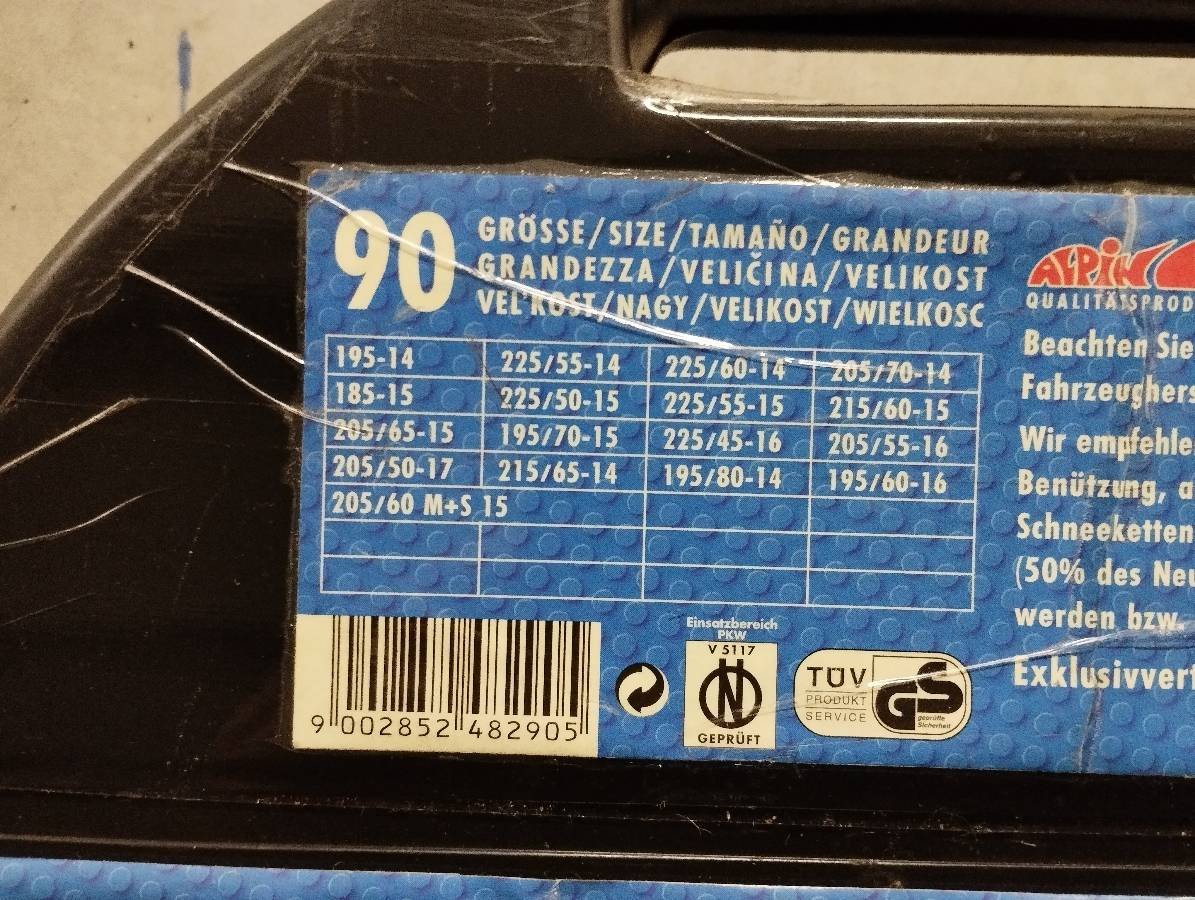 90
GRÖSSE/SIZE/TAMAÑO/GRANDEUR
GRANDEZZA/VELIČINA/VELIKOST
VEL'KOST/NAGY/VELIKOST/WIELKOSC
195-14 225/55-14 225/60-14 205/70-14
185-15 225/50-15 225/55-15 215/60-15
205/65-15 195/70-15 225/45-16 205/55-16
205/50-17 215/65-14 195/80-14 195/60-16
205/60 M+S 15
ALPIN
QUALITÄTSPROD
Beachten Sie
Fahrzeughers
Wir empfehle
Benützung, a
Schneeketten
(50% des Neu
werden bzw.
Exklusivvert
9 002852 482905
Einsatzbereich
PKW
V 5117
N
GEPRÜFT
TÜV
PRODUKT
SERVICE
GS
geprüfte
Sicherheit